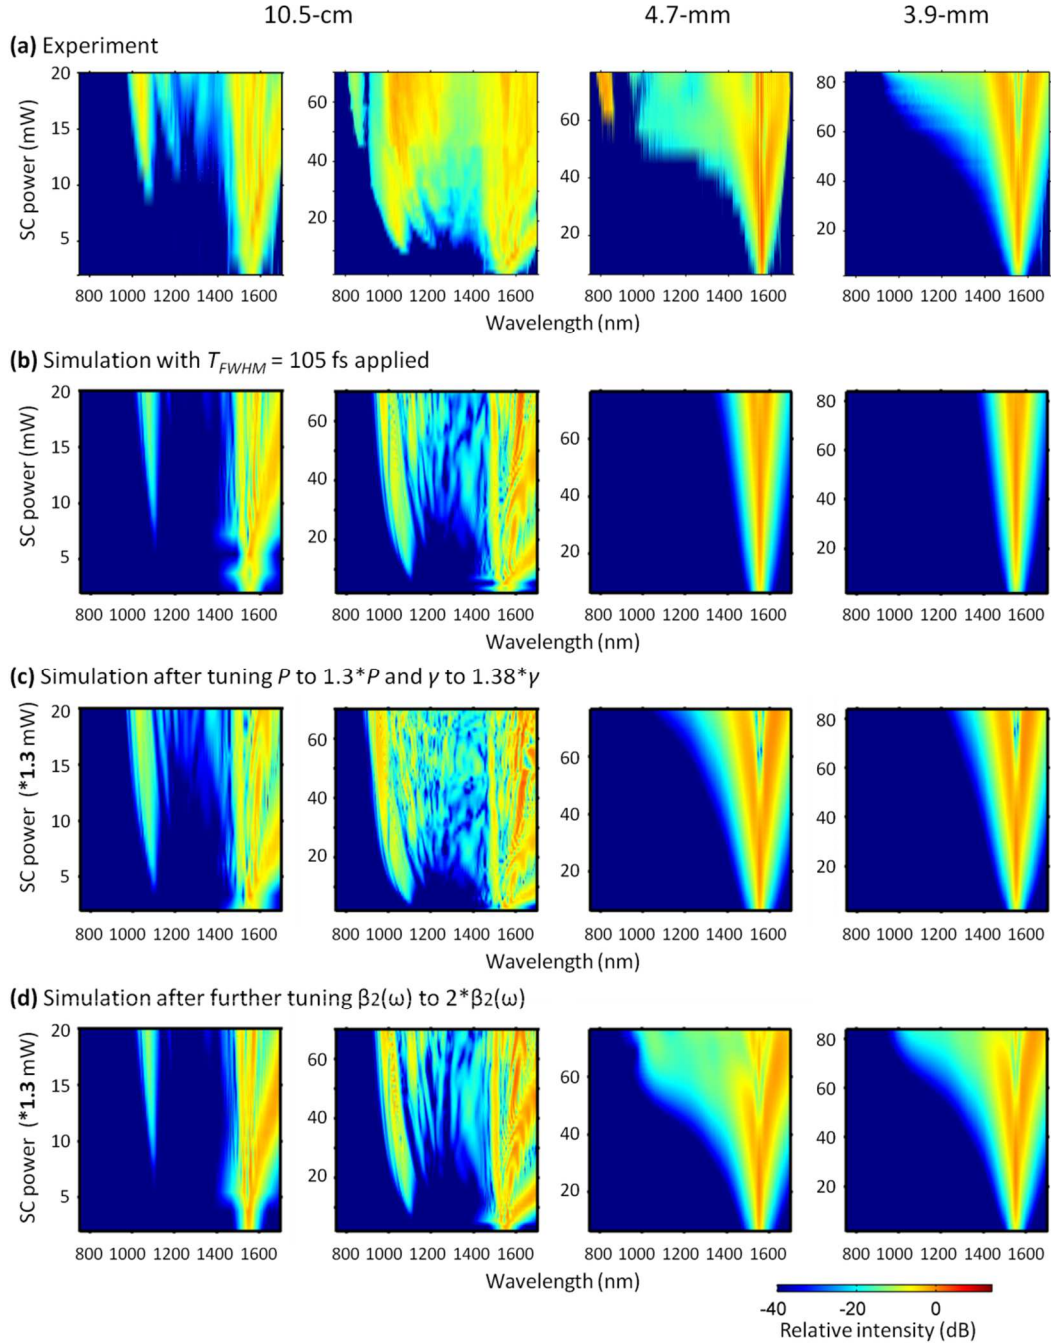 10.5-cm 4.7-mm 3.9-mm
(a) Experiment
SC power (mW)
20 15 10 5
60 40 20
60 40 20
80 60 40 20
800 1000 1200 1400 1600 800 1000 1200 1400 1600 800 1000 1200 1400 1600 800 1000 1200 1400 1600
Wavelength (nm)
(b) Simulation with T_FWHM = 105 fs applied
SC power (mW)
20 15 10 5
60 40 20
60 40 20
80 60 40 20
800 1000 1200 1400 1600 800 1000 1200 1400 1600 800 1000 1200 1400 1600 800 1000 1200 1400 1600
Wavelength (nm)
(c) Simulation after tuning P to 1.3*P and γ to 1.38*γ
SC power (*1.3 mW)
20 15 10 5
60 40 20
60 40 20
80 60 40 20
800 1000 1200 1400 1600 800 1000 1200 1400 1600 800 1000 1200 1400 1600 800 1000 1200 1400 1600
Wavelength (nm)
(d) Simulation after further tuning β2(ω) to 2*β2(ω)
SC power (*1.3 mW)
20 15 10 5
60 40 20
60 40 20
80 60 40 20
800 1000 1200 1400 1600 800 1000 1200 1400 1600 800 1000 1200 1400 1600 800 1000 1200 1400 1600
Wavelength (nm)
-40 -20 0
Relative intensity (dB)